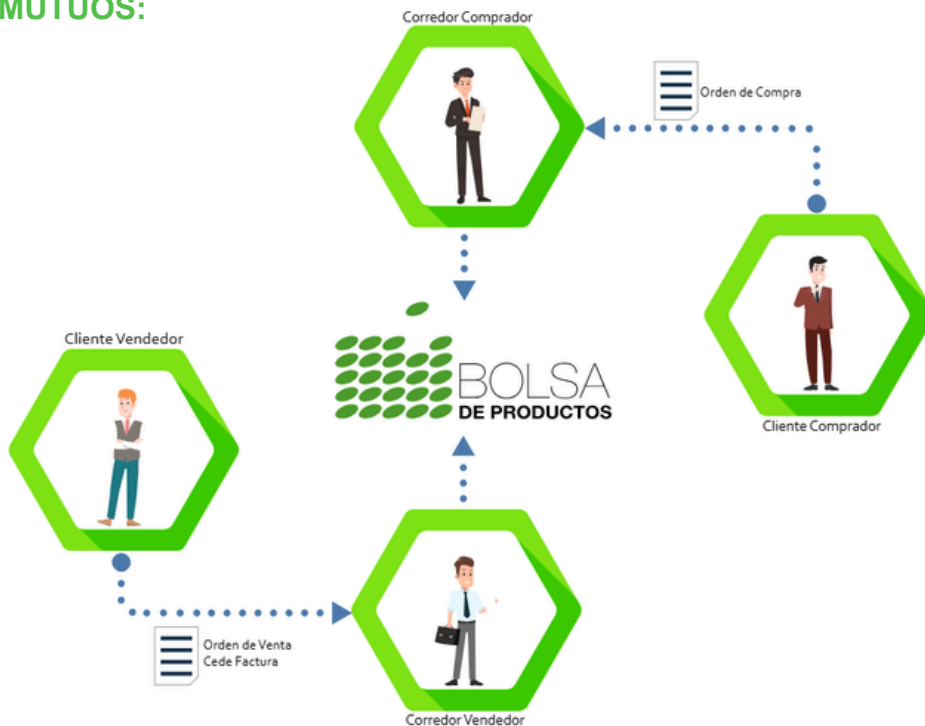 MUTUOS:
Corredor Comprador
Orden de Compra
Cliente Vendedor
BOLSA
DE PRODUCTOS
Cliente Comprador
Orden de Venta
Cede Factura
Corredor Vendedor